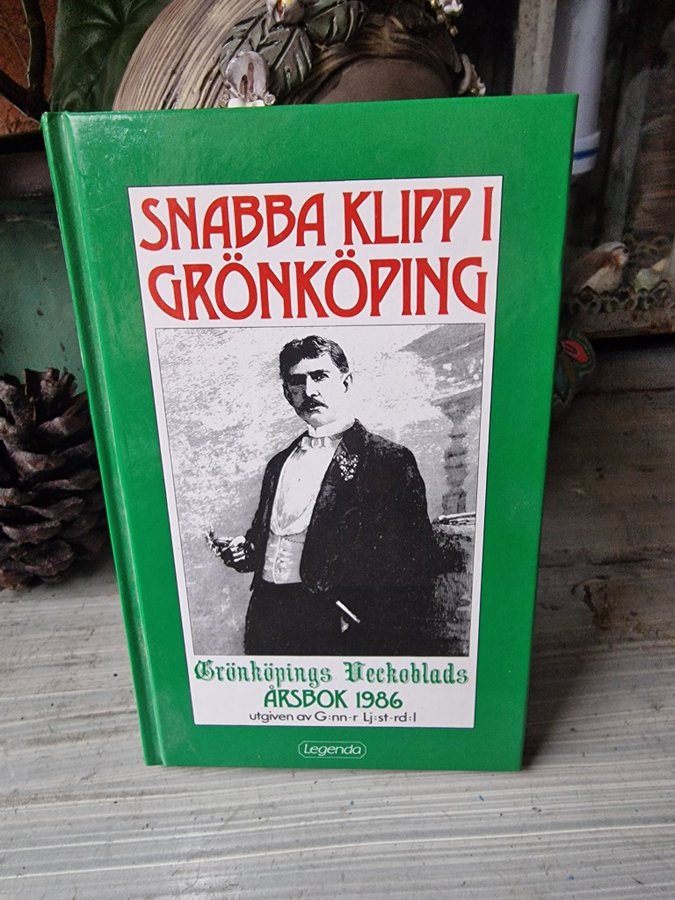 SNABBA KLIPP I
GRÖNKÖPING
Grönköpings Veckoblads
ÅRSBOK 1986
utgiven av G:nn-r Lj:st-rd:l
Legenda